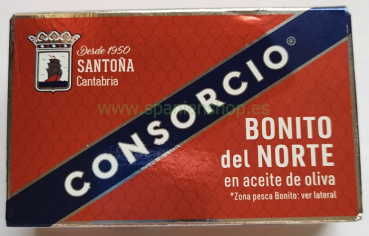 Desde 1950
SANTOÑA
Cantabria
CONSORCIO®
BONITO
del NORTE
en aceite de oliva
*Zona pesca Bonito: ver lateral
www.spanienshop.es